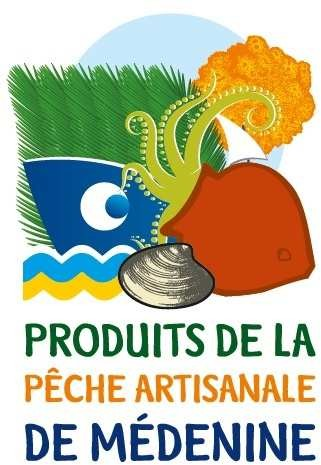 PRODUITS DE LA
PÊCHE ARTISANALE
DE MÉDENINE